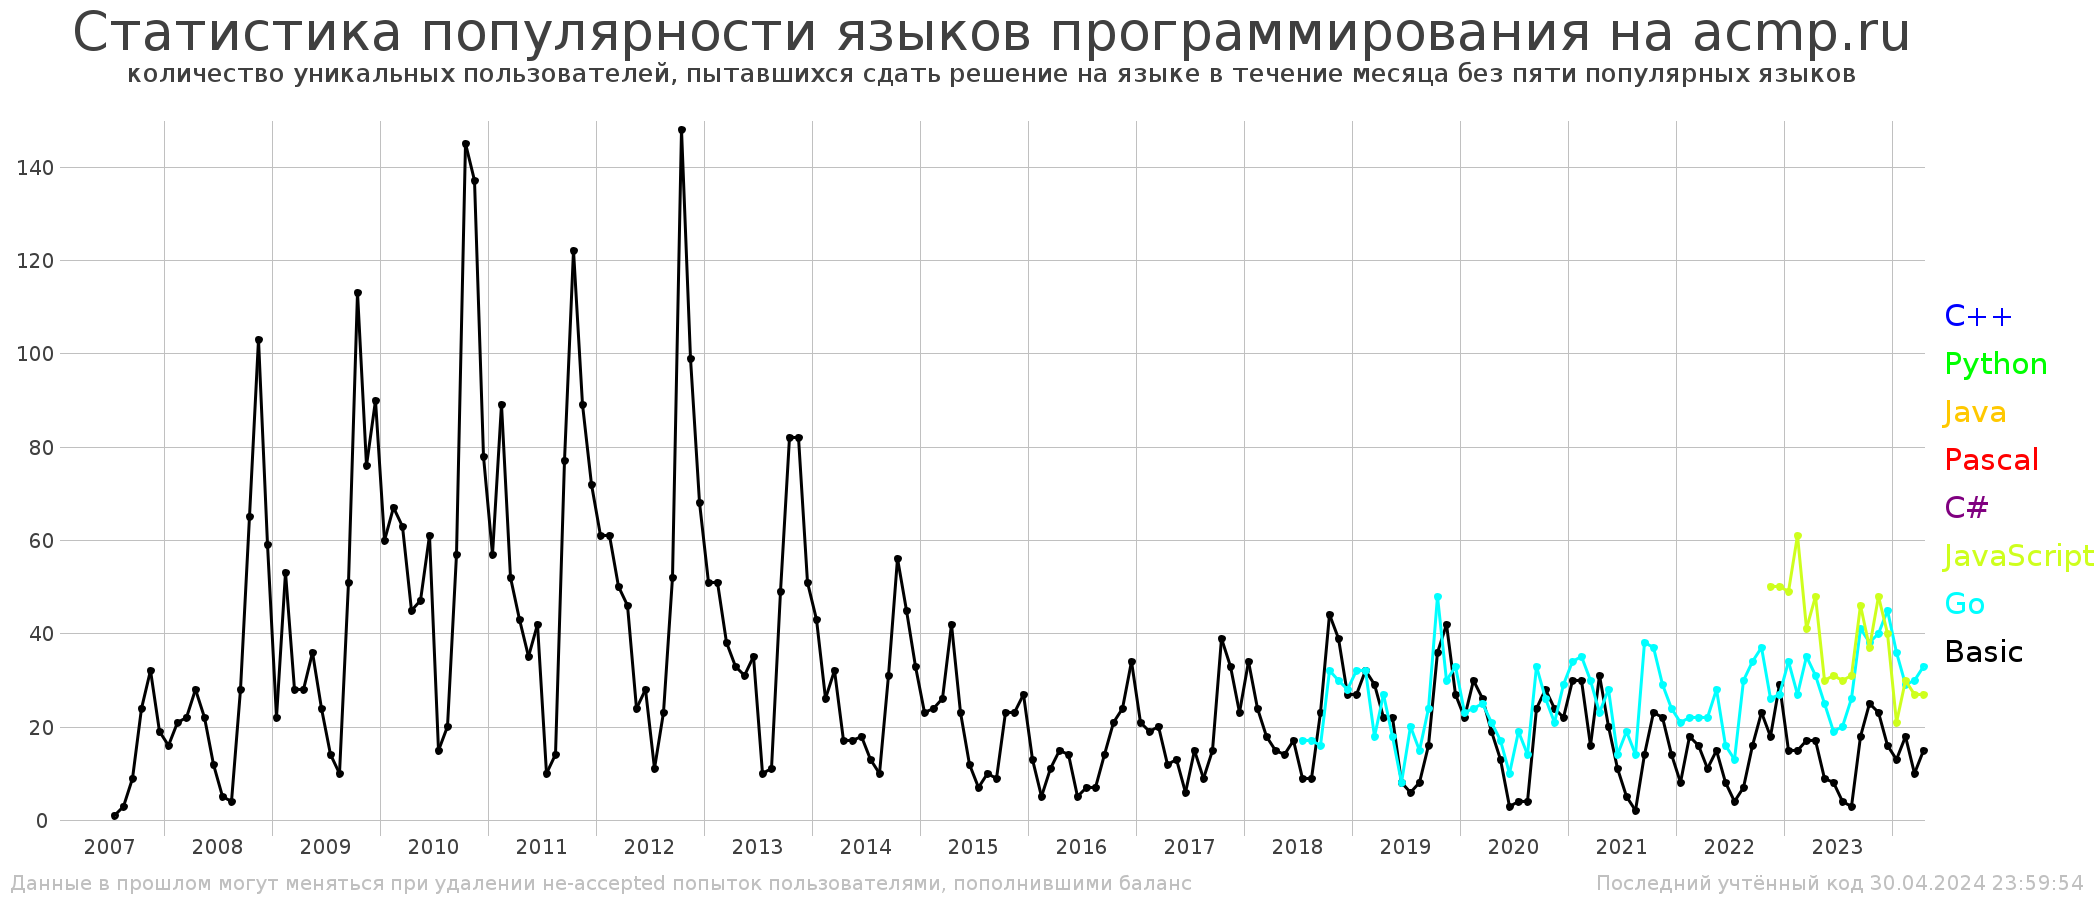 Статистика популярности языков программирования на acmp.ru
количество уникальных пользователей, пытавшихся сдать решение на языке в течение месяца без пяти популярных языков
140
120
100
80
60
40
20
0
C++
Python
Java
Pascal
C#
JavaScript
Go
Basic
2007 2008 2009 2010 2011 2012 2013 2014 2015 2016 2017 2018 2019 2020 2021 2022 2023
Данные в прошлом могут меняться при удалении не-accepted попыток пользователями, пополнившими баланс
Последний учтённый код 30.04.2024 23:59:54